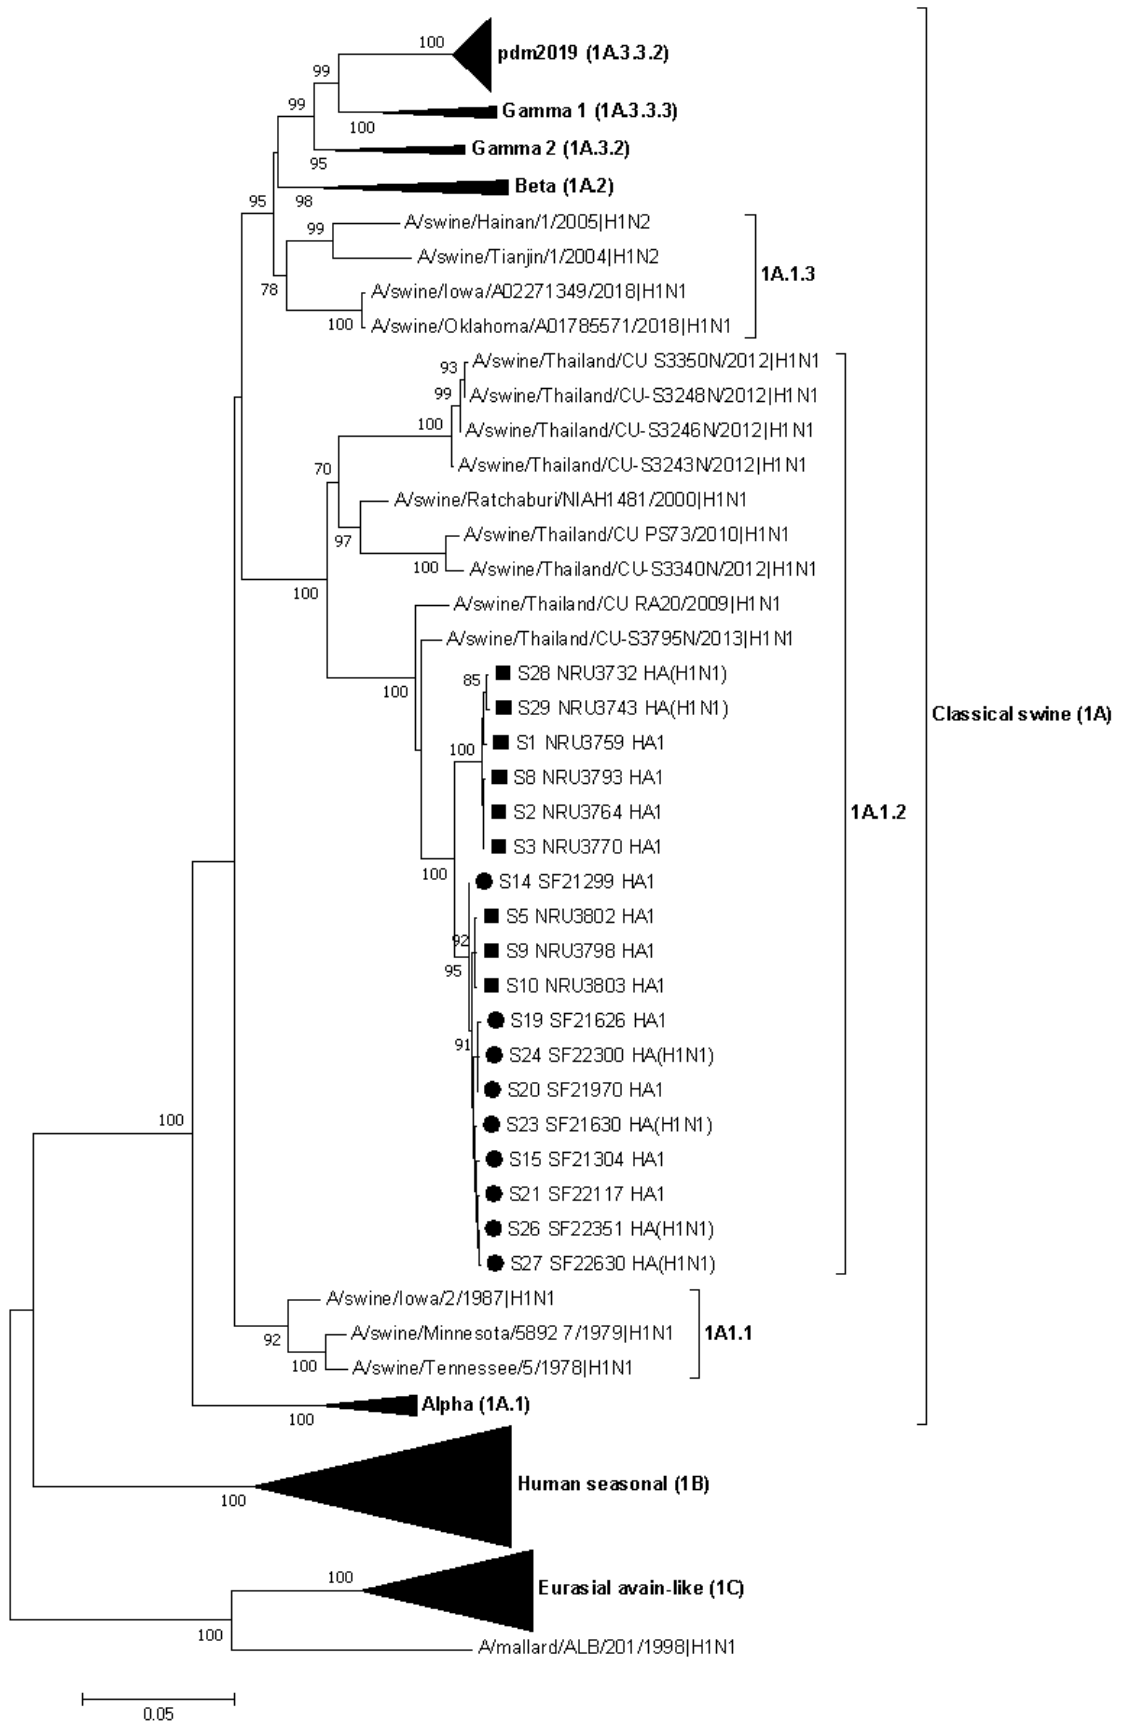 100
pdm2019 (1A.3.3.2)
99
99
Gamma 1 (1A.3.3.3)
100
Gamma 2 (1A.3.2)
95
Beta (1A.2)
95
98
A/swine/Hainan/1/2005|H1N2
99
A/swine/Tianjin/1/2004|H1N2
1A.1.3
78
A/swine/Iowa/A02271349/2018|H1N1
100
A/swine/Oklahoma/A01785571/2018|H1N1
A/swine/Thailand/CU S3350N/2012|H1N1
93
99
A/swine/Thailand/CU-S3248N/2012|H1N1
100
A/swine/Thailand/CU-S3246N/2012|H1N1
A/swine/Thailand/CU-S3243N/2012|H1N1
70
A/swine/Ratchaburi/NIAH1481/2000|H1N1
97
A/swine/Thailand/CU PS73/2010|H1N1
100
A/swine/Thailand/CU-S3340N/2012|H1N1
100
A/swine/Thailand/CU RA20/2009|H1N1
A/swine/Thailand/CU-S3795N/2013|H1N1
100
85
S28 NRU3732 HA(H1N1)
S29 NRU3743 HA(H1N1)
Classical swine (1A)
100
S1 NRU3759 HA1
S8 NRU3793 HA1
S2 NRU3764 HA1
1A.1.2
S3 NRU3770 HA1
100
S14 SF21299 HA1
S5 NRU3802 HA1
92
S9 NRU3798 HA1
95
S10 NRU3803 HA1
S19 SF21626 HA1
91
S24 SF22300 HA(H1N1)
S20 SF21970 HA1
100
S23 SF21630 HA(H1N1)
S15 SF21304 HA1
S21 SF22117 HA1
S26 SF22351 HA(H1N1)
S27 SF22630 HA(H1N1)
A/swine/Iowa/2/1987|H1N1
92
A/swine/Minnesota/5892 7/1979|H1N1
1A1.1
100
A/swine/Tennessee/5/1978|H1N1
Alpha (1A.1)
100
Human seasonal (1B)
100
100
Eurasial avain-like (1C)
100
A/mallard/ALB/201/1998|H1N1
0.05